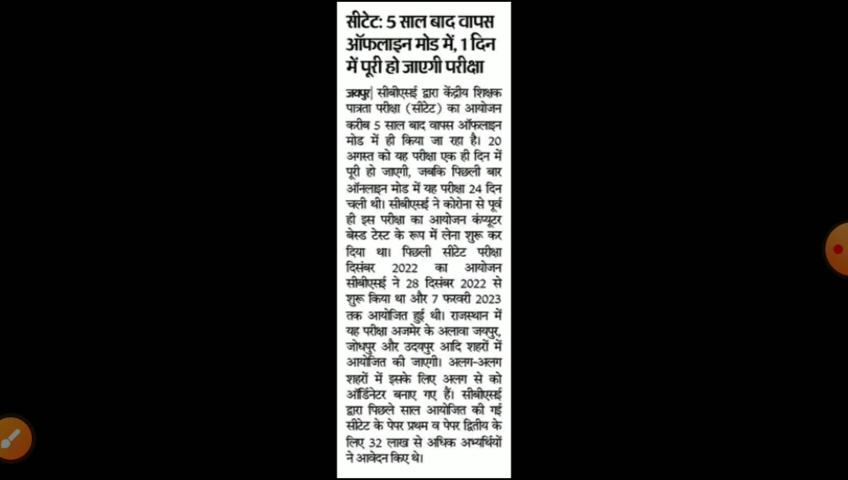 सीटेट: 5 साल बाद वापस
ऑफलाइन मोड में, 1 दिन
में पूरी हो जाएगी परीक्षा
जयपुर| सीबीएसई द्वारा केंद्रीय शिक्षक
पात्रता परीक्षा (सीटेट) का आयोजन
करीब 5 साल बाद वापस ऑफलाइन
मोड में ही किया जा रहा है। 20
अगस्त को यह परीक्षा एक ही दिन में
पूरी हो जाएगी, जबकि पिछली बार
ऑनलाइन मोड में यह परीक्षा 24 दिन
चली थी। सीबीएसई ने कोरोना से पूर्व
ही इस परीक्षा का आयोजन कंप्यूटर
बेस्ड टेस्ट के रूप में लेना शुरू कर
दिया था। पिछली सीटेट परीक्षा
दिसंबर 2022 का आयोजन
सीबीएसई ने 28 दिसंबर 2022 से
शुरू किया था और 7 फरवरी 2023
तक आयोजित हुई थी। राजस्थान में
यह परीक्षा अजमेर के अलावा जयपुर,
जोधपुर और उदयपुर आदि शहरों में
आयोजित की जाएगी। अलग-अलग
शहरों में इसके लिए अलग से को
ऑर्डिनेटर बनाए गए हैं। सीबीएसई
द्वारा पिछले साल आयोजित की गई
सीटेट के पेपर प्रथम व पेपर द्वितीय के
लिए 32 लाख से अधिक अभ्यर्थियों
ने आवेदन किए थे।